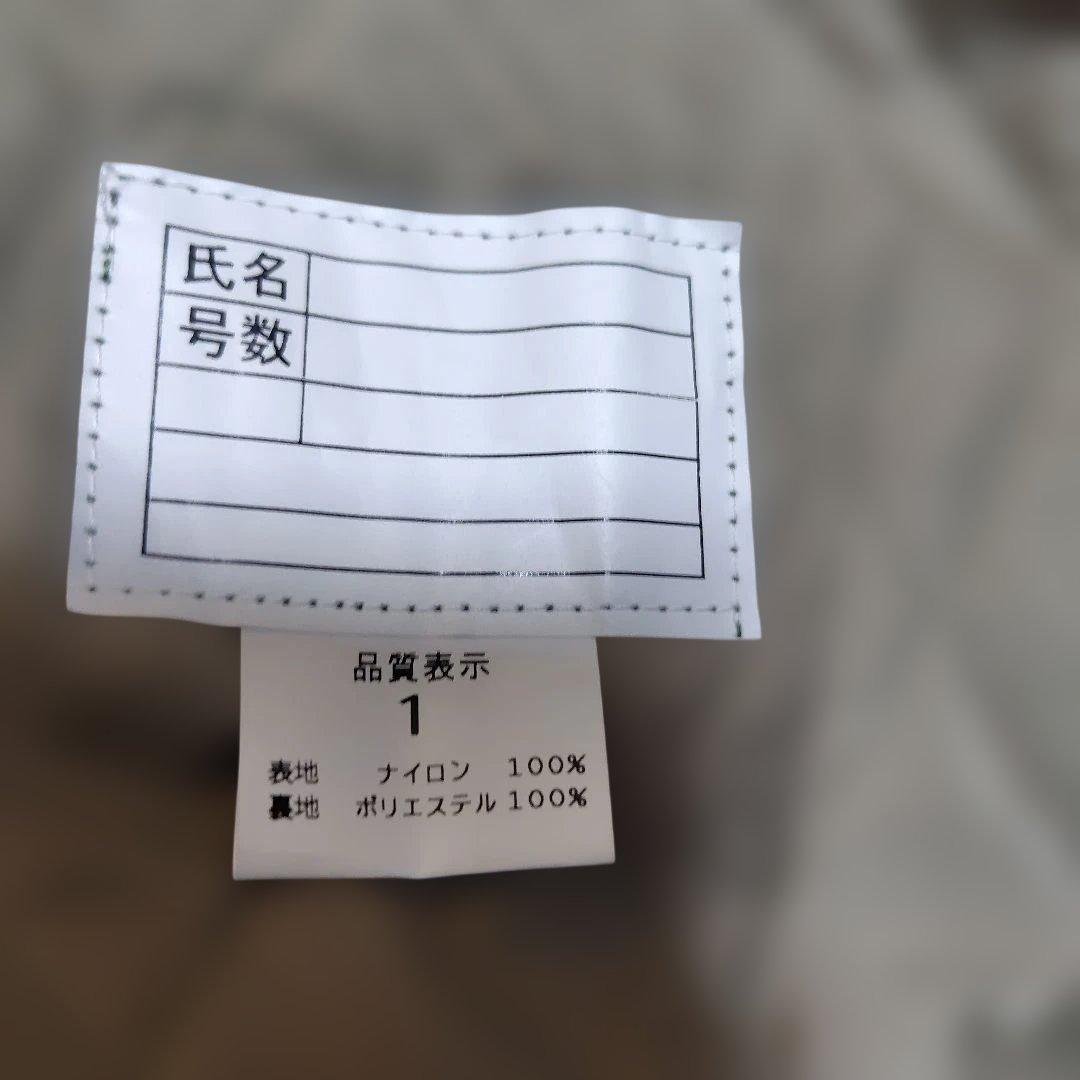 氏名
号数
品質表示
1
表地 ナイロン 100%
裏地 ポリエステル 100%